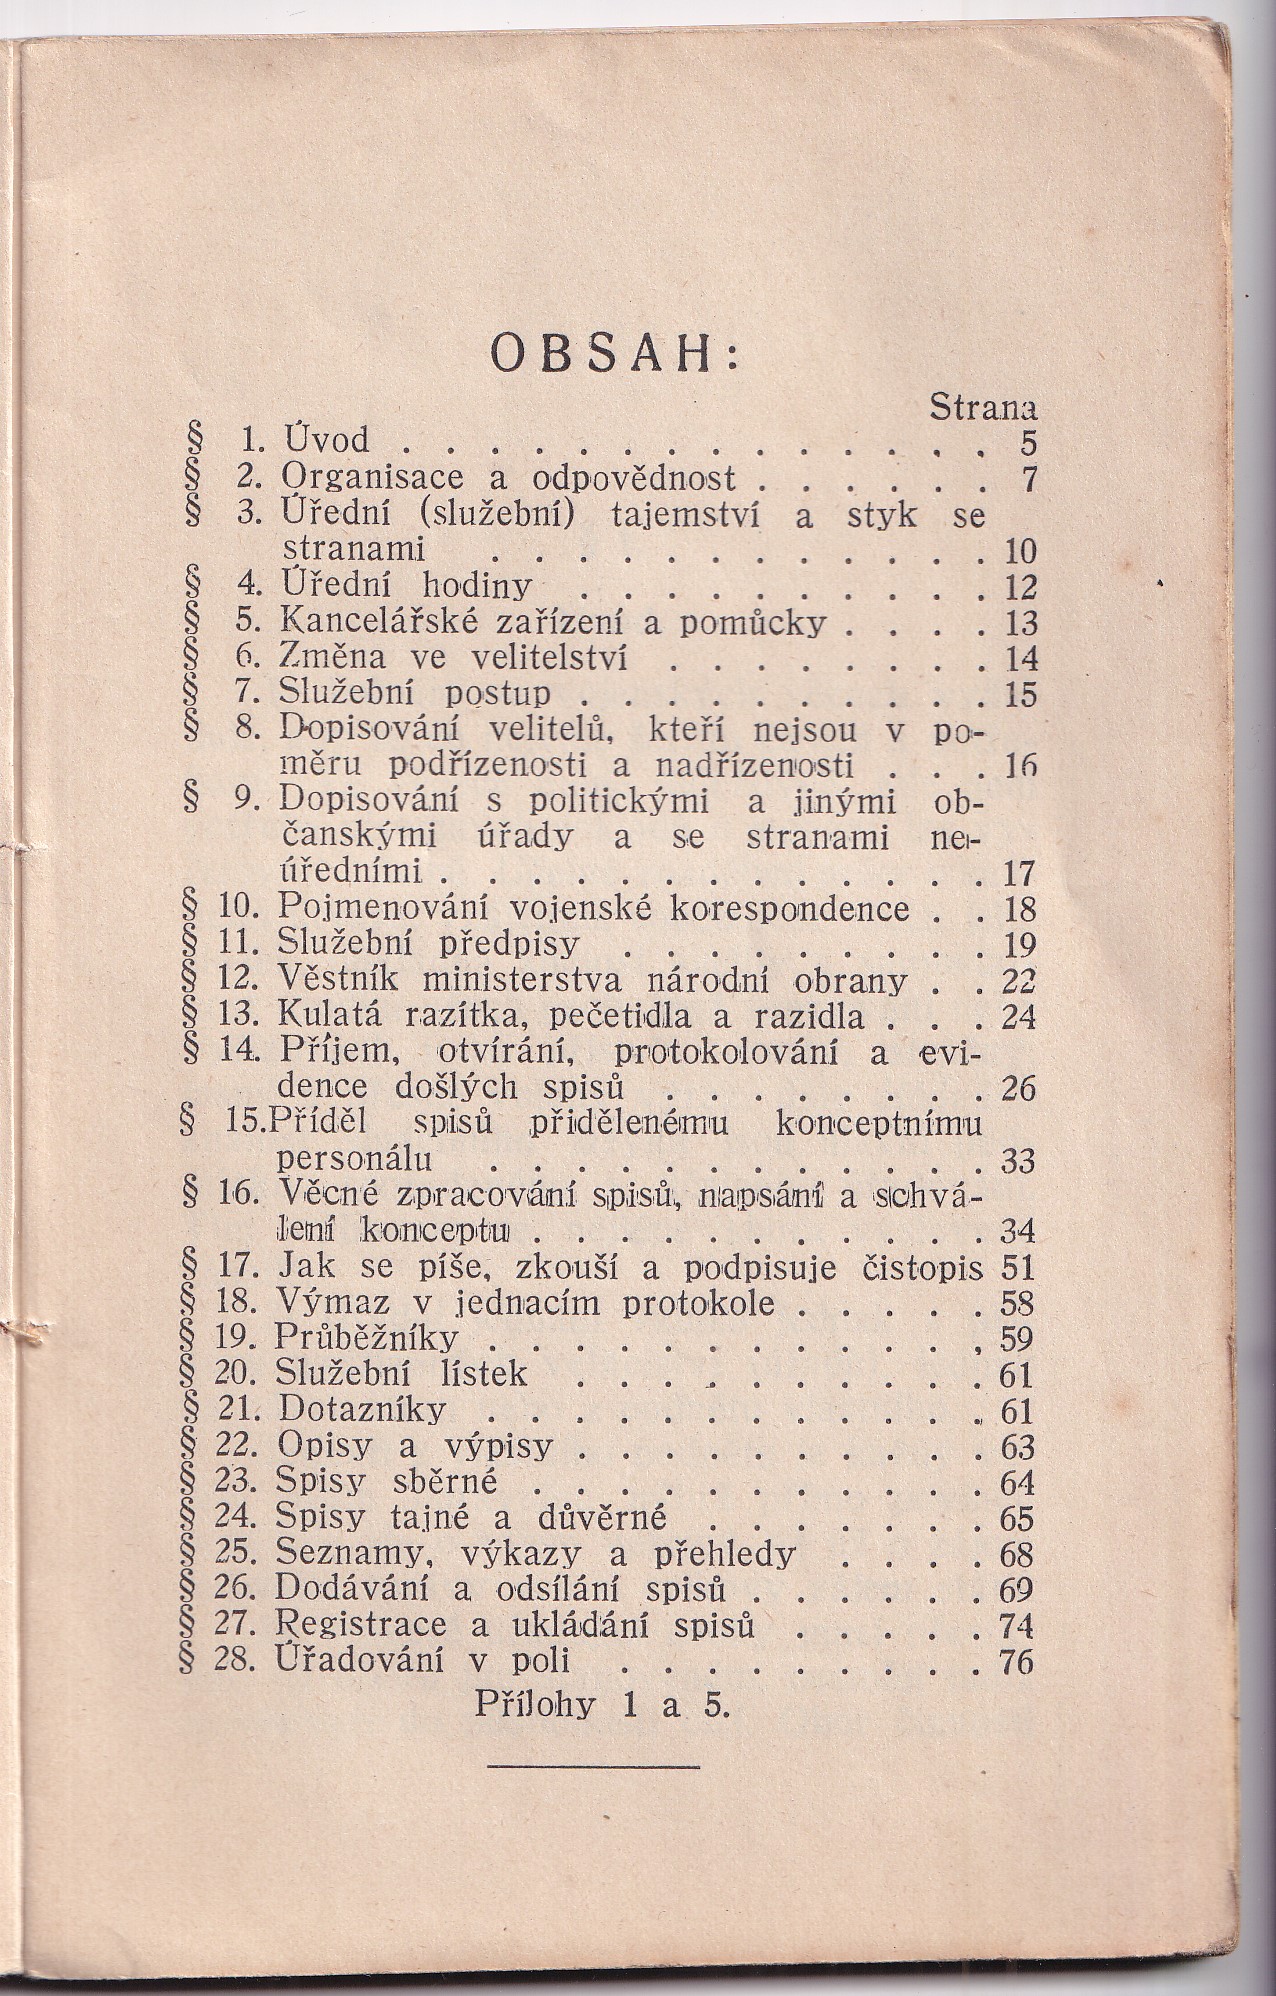 OBSAH:
Strana
§ 1. Úvod . . . . . . . . . . . . . . 5
§ 2. Organisace a odpovědnost . . . . . . 7
§ 3. Úřední (služební) tajemství a styk se
stranami . . . . . . . . . . . . 10
§ 4. Úřední hodiny . . . . . . . . . . 12
§ 5. Kancelářské zařízení a pomůcky . . . . 13
§ 6. Změna ve velitelství . . . . . . . . 14
§ 7. Služební postup . . . . . . . . . . 15
§ 8. Dopisování velitelů, kteří nejsou v po-
měru podřízenosti a nadřízenosti . . . 16
§ 9. Dopisování s politickými a jinými ob-
čanskými úřady a se stranami ne-
úředními . . . . . . . . . . . . . 17
§ 10. Pojmenování vojenské korespondence . . 18
§ 11. Služební předpisy . . . . . . . . . 19
§ 12. Věstník ministerstva národní obrany . . 22
§ 13. Kulatá razítka, pečetidla a razidla . . . 24
§ 14. Příjem, otvírání, protokolování a evi-
dence došlých spisů . . . . . . . . 26
§ 15.Příděl spisů přidělenému konceptnímu
personálu . . . . . . . . . . . . 33
§ 16. Věcné zpracování spisů, napsání a schvá-
lení konceptu . . . . . . . . . . . 34
§ 17. Jak se píše, zkouší a podpisuje čistopis 51
§ 18. Výmaz v jednacím protokole . . . . . 58
§ 19. Průběžníky . . . . . . . . . . . , 59
§ 20. Služební lístek . . . . . . . . . . 61
§ 21. Dotazníky . . . . . . . . . . . . 61
§ 22. Opisy a výpisy . . . . . . . . . . 63
§ 23. Spisy sběrné . . . . . . . . . . . 64
§ 24. Spisy tajné a důvěrné . . . . . . . 65
§ 25. Seznamy, výkazy a přehledy . . . . 68
§ 26. Dodávání a odsílání spisů . . . . . . 69
§ 27. Registrace a ukládání spisů . . . . . 74
§ 28. Úřadování v poli . . . . . . . . . 76
Přílohy 1 a 5.